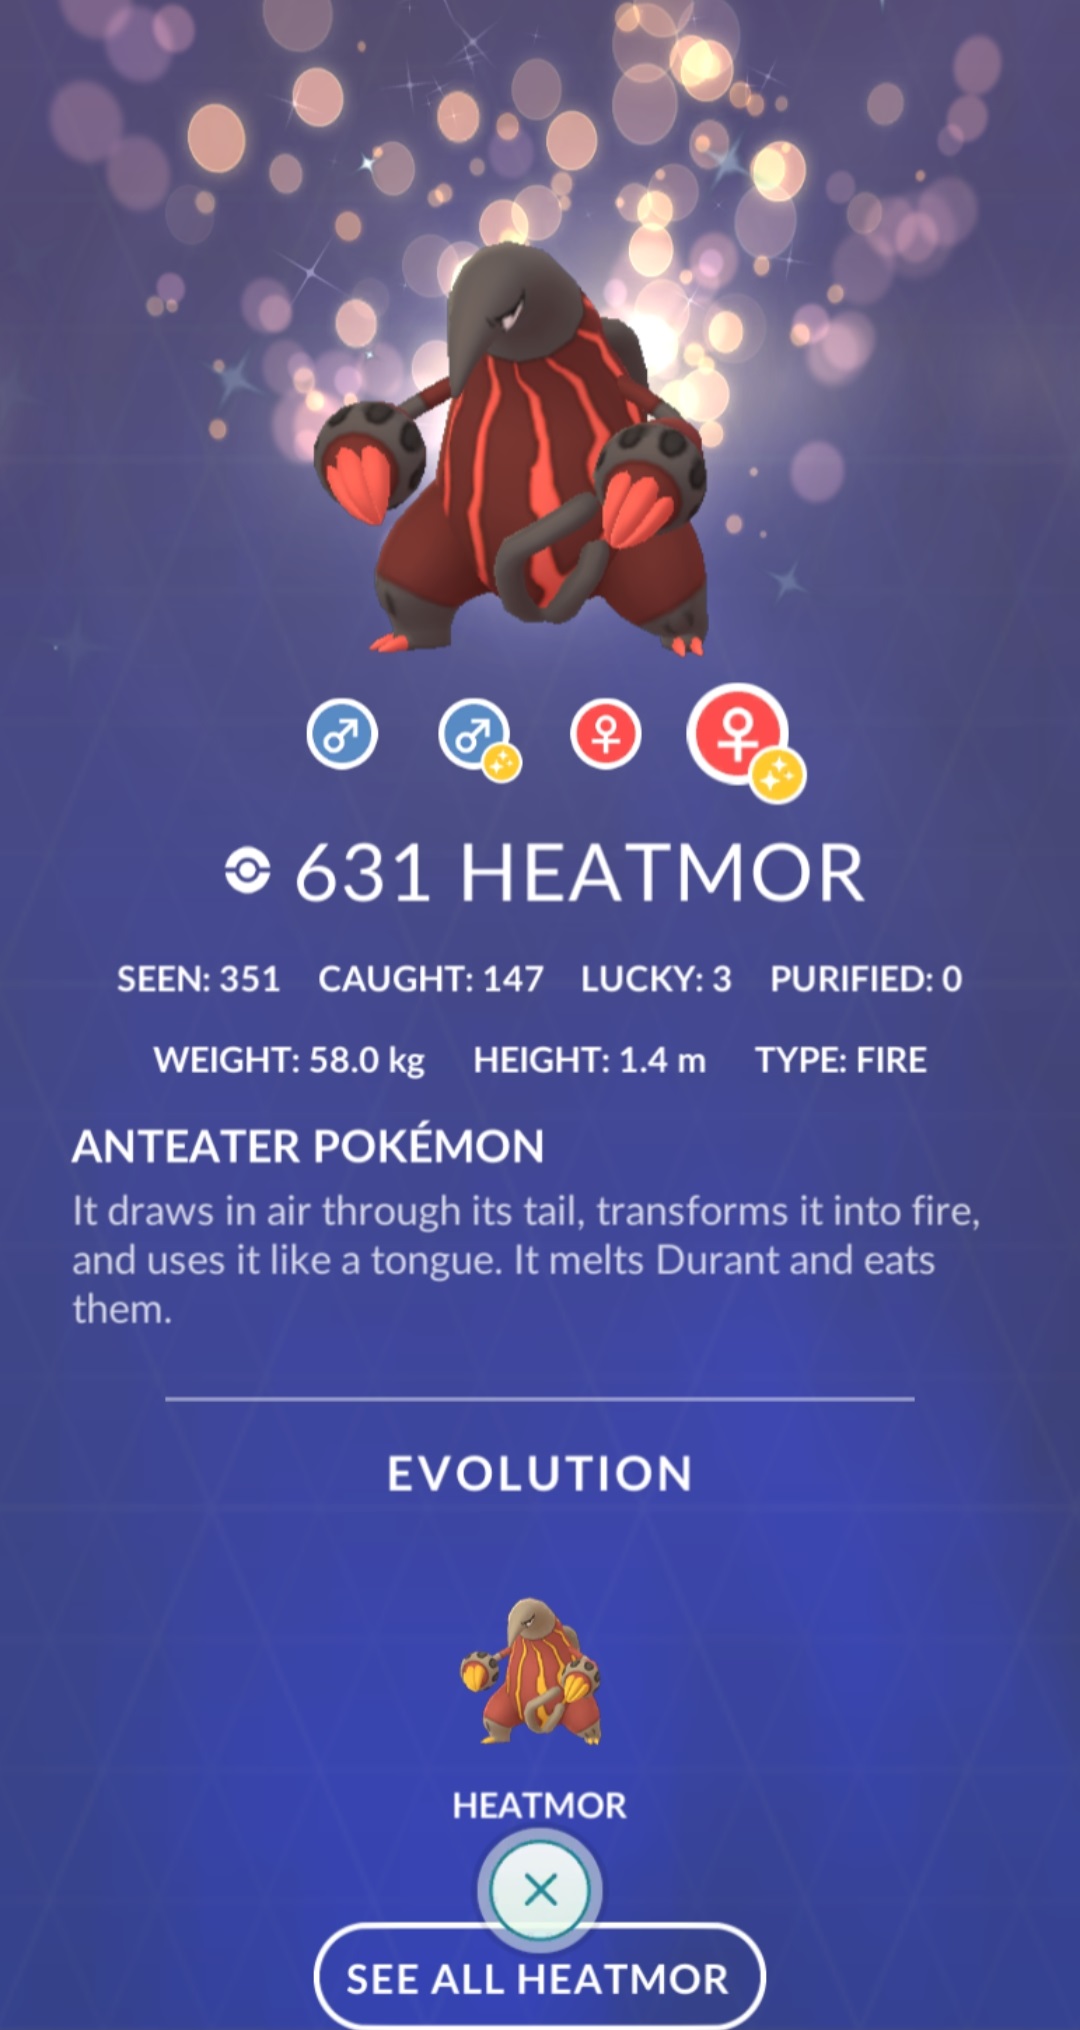 631 HEATMOR
SEEN: 351 CAUGHT: 147 LUCKY: 3 PURIFIED: 0
WEIGHT: 58.0 kg HEIGHT: 1.4 m TYPE: FIRE
ANTEATER POKÉMON
It draws in air through its tail, transforms it into fire,
and uses it like a tongue. It melts Durant and eats
them.
EVOLUTION
HEATMOR
SEE ALL HEATMOR